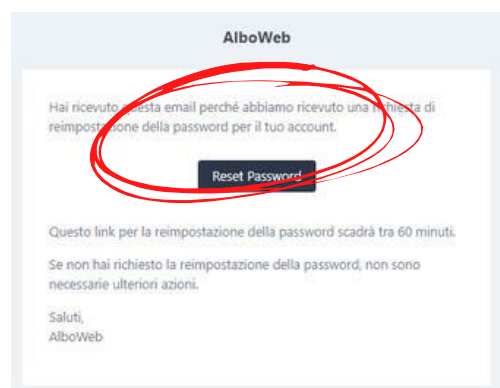 AlboWeb
Hai ricevuto questa email perché abbiamo ricevuto una richiesta di
reimpostazione della password per il tuo account.
Reset Password
Questo link per la reimpostazione della password scadrà tra 60 minuti.
Se non hai richiesto la reimpostazione della password, non sono
necessarie ulteriori azioni.
Saluti,
AlboWeb